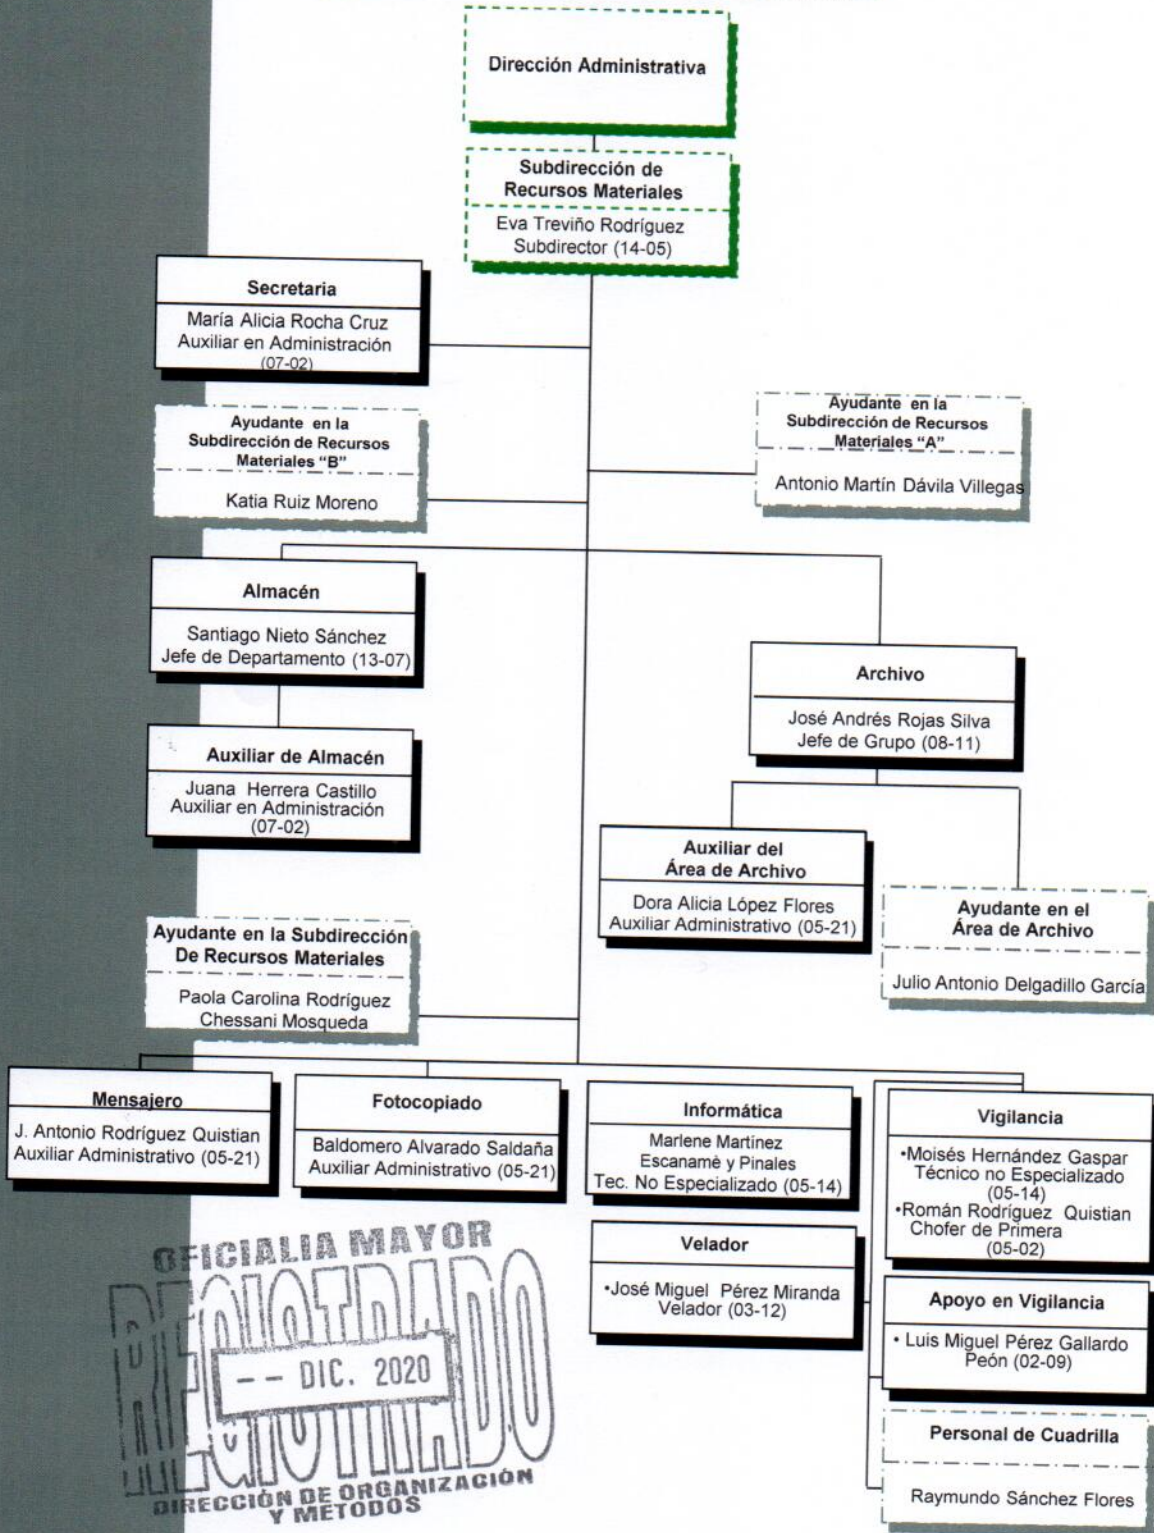 Dirección Administrativa
Subdirección de
Recursos Materiales
Eva Treviño Rodríguez
Subdirector (14-05)
Secretaria
María Alicia Rocha Cruz
Auxiliar en Administración
(07-02)
Ayudante en la
Subdirección de Recursos
Materiales “B”
Katia Ruiz Moreno
Ayudante en la
Subdirección de Recursos
Materiales “A”
Antonio Martín Dávila Villegas
Almacén
Santiago Nieto Sánchez
Jefe de Departamento (13-07)
Archivo
José Andrés Rojas Silva
Jefe de Grupo (08-11)
Auxiliar de Almacén
Juana Herrera Castillo
Auxiliar en Administración
(07-02)
Auxiliar del
Área de Archivo
Dora Alicia López Flores
Auxiliar Administrativo (05-21)
Ayudante en el
Área de Archivo
Julio Antonio Delgadillo García
Ayudante en la Subdirección
De Recursos Materiales
Paola Carolina Rodríguez
Chessani Mosqueda
Mensajero
J. Antonio Rodríguez Quistian
Auxiliar Administrativo (05-21)
Fotocopiado
Baldomero Alvarado Saldaña
Auxiliar Administrativo (05-21)
Informática
Marlene Martínez
Escanamè y Pinales
Tec. No Especializado (05-14)
Vigilancia
•Moisés Hernández Gaspar
Técnico no Especializado
(05-14)
•Román Rodríguez Quistian
Chofer de Primera
(05-02)
Velador
•José Miguel Pérez Miranda
Velador (03-12)
Apoyo en Vigilancia
• Luis Miguel Pérez Gallardo
Peón (02-09)
Personal de Cuadrilla
Raymundo Sánchez Flores
OFICIALIA MAYOR
REGISTRADO
-- DIC. 2020
DIRECCIÓN DE ORGANIZACIÓN
Y METODOS